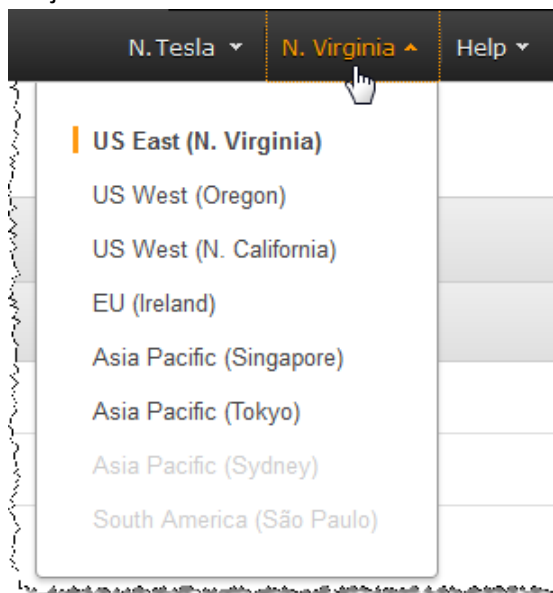 N. Tesla N. Virginia Help
US East (N. Virginia)
US West (Oregon)
US West (N. California)
EU (Ireland)
Asia Pacific (Singapore)
Asia Pacific (Tokyo)
Asia Pacific (Sydney)
South America (São Paulo)